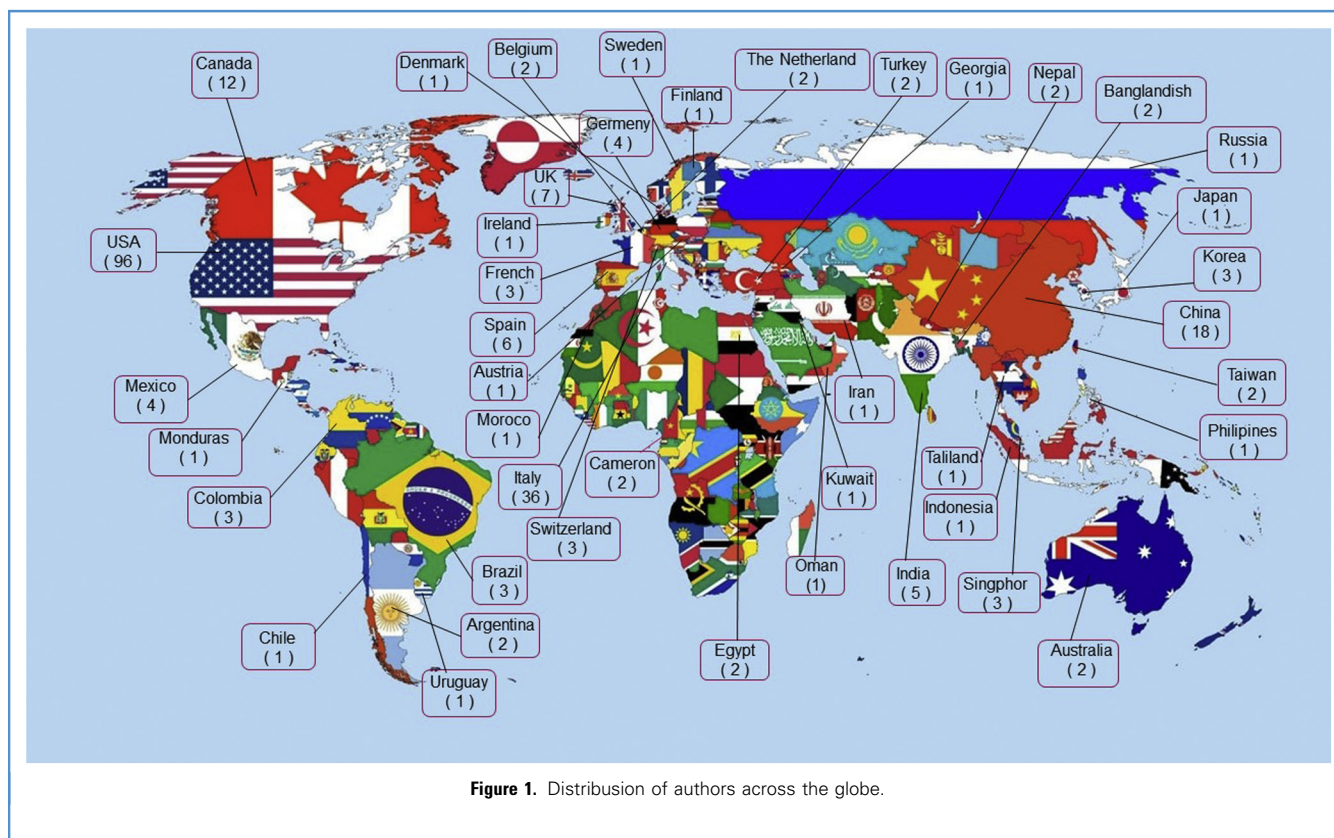 Canada
( 12 )
Denmark
( 1 )
Belgium
( 2 )
Sweden
( 1 )
The Netherland
( 2 )
Turkey
( 2 )
Georgia
( 1 )
Nepal
( 2 )
Banglandish
( 2 )
Finland
( 1 )
Germeny
( 4 )
Russia
( 1 )
UK
( 7 )
Japan
( 1 )
Ireland
( 1 )
USA
( 96 )
Korea
( 3 )
French
( 3 )
China
( 18 )
Spain
( 6 )
Austria
( 1 )
Iran
( 1 )
Taiwan
( 2 )
Mexico
( 4 )
Moroco
( 1 )
Philipines
( 1 )
Monduras
( 1 )
Cameron
( 2 )
Taliland
( 1 )
Italy
( 36 )
Kuwait
( 1 )
Colombia
( 3 )
Indonesia
( 1 )
Switzerland
( 3 )
Brazil
( 3 )
Oman
(1)
India
( 5 )
Singphor
( 3 )
Argentina
( 2 )
Chile
( 1 )
Egypt
( 2 )
Australia
( 2 )
Uruguay
( 1 )
Figure 1. Distribusion of authors across the globe.